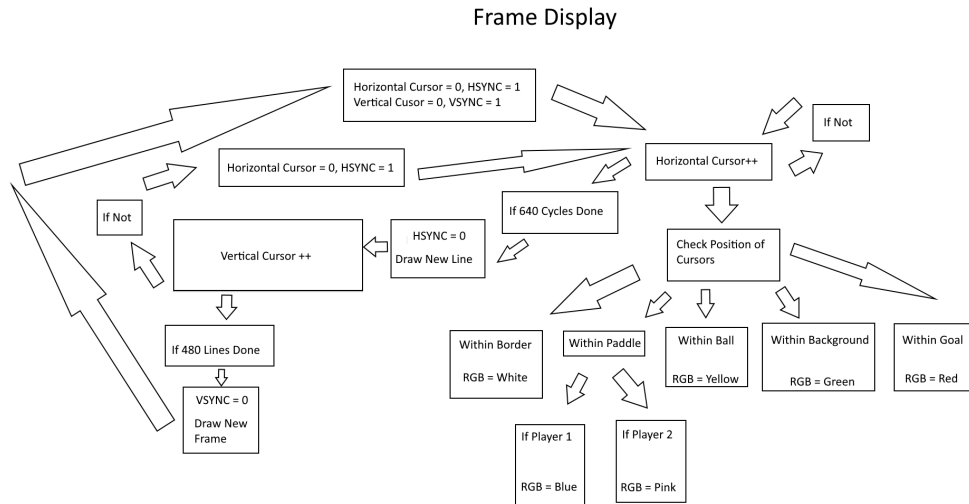 Frame Display
Horizontal Cursor = 0, HSYNC = 1
Vertical Cusor = 0, VSYNC = 1
If Not
Horizontal Cursor = 0, HSYNC = 1
Horizontal Cursor++
If Not
If 640 Cycles Done
HSYNC = 0
Draw New Line
Vertical Cursor ++
Check Position of
Cursors
If 480 Lines Done
VSYNC = 0
Draw New
Frame
Within Border
RGB = White
Within Paddle
Within Ball
RGB = Yellow
Within Background
RGB = Green
Within Goal
RGB = Red
If Player 1
RGB = Blue
If Player 2
RGB = Pink